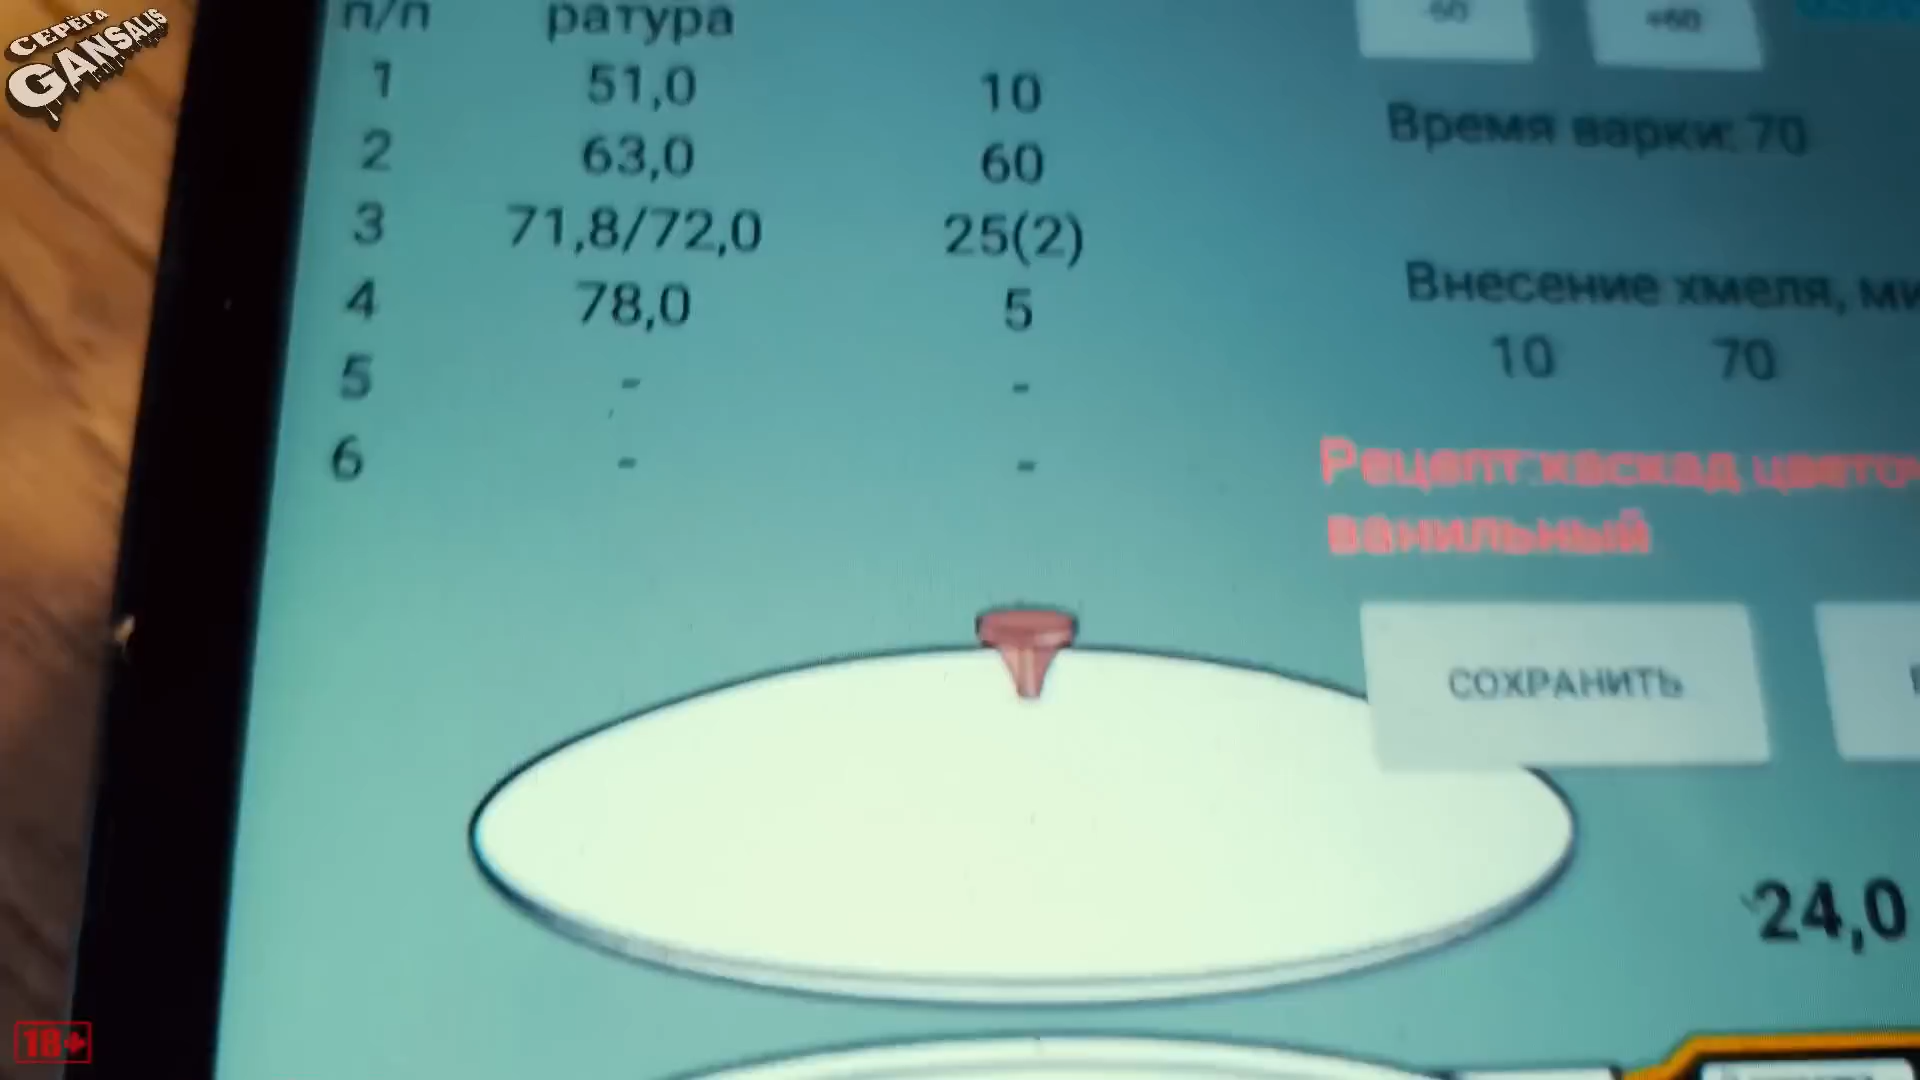 СЕРЁГА
GANSALIS
п/п ратура
1 51,0 10
2 63,0 60
3 71,8/72,0 25(2)
4 78,0 5
5 - -
6 - -
-60 +60
Время варки: 70
Внесение хмеля,
10 70
Рецепт:каскад
ванильный
СОХРАНИТЬ
24,0
18+